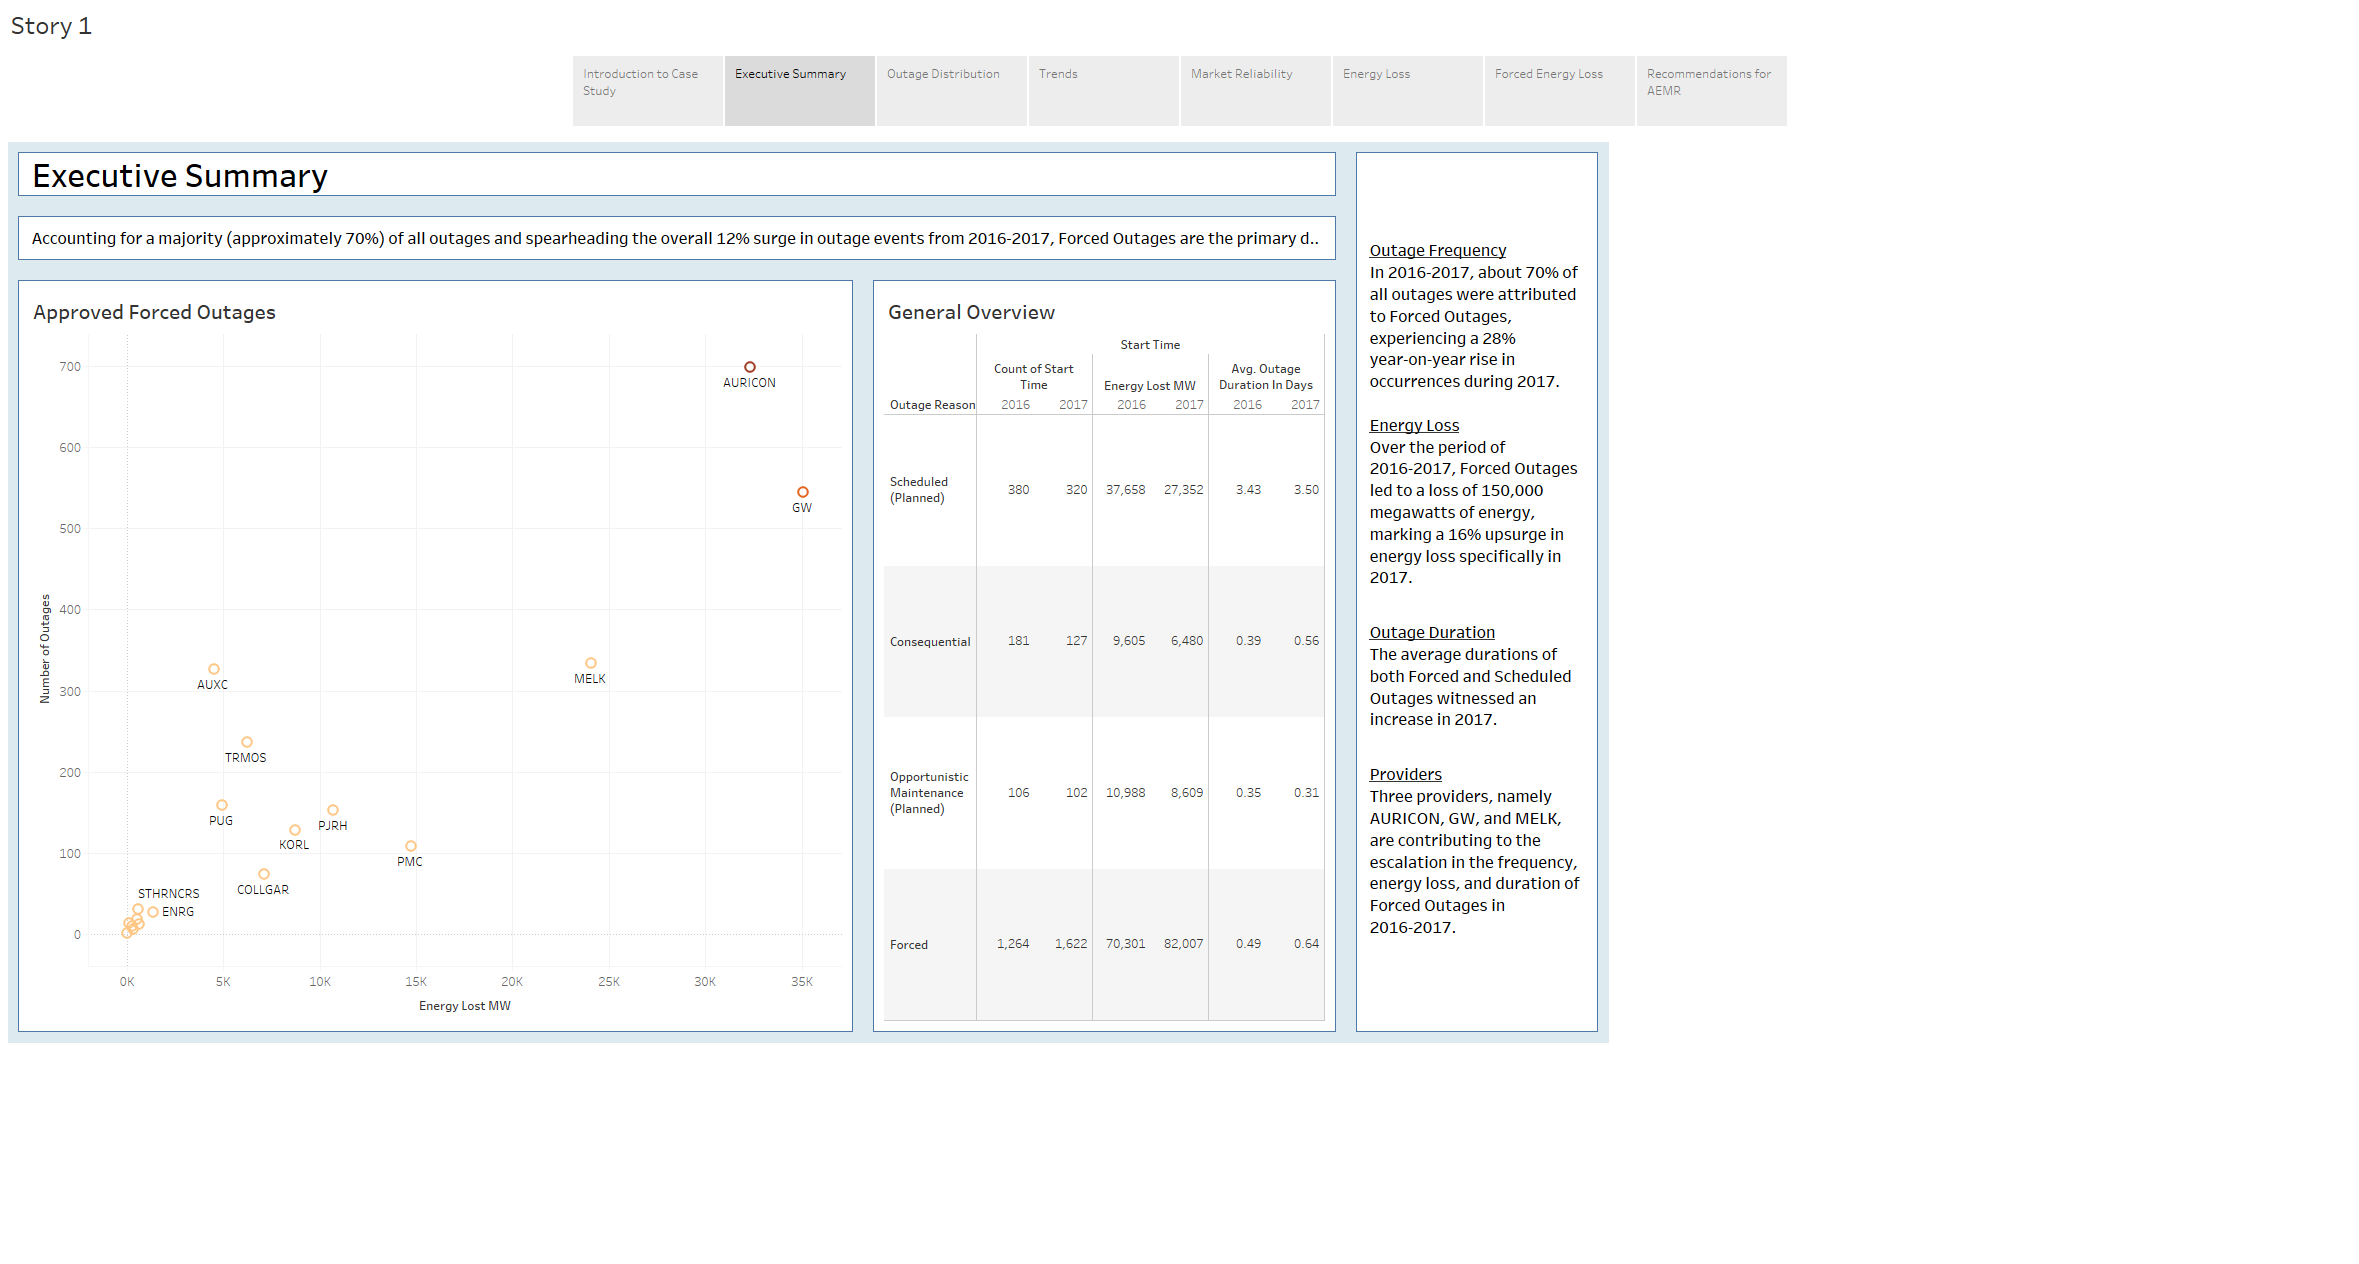 Story 1
Introduction to Case
Study
Executive Summary
Outage Distribution
Trends
Market Reliability
Energy Loss
Forced Energy Loss
Recommendations for
AEMR
Executive Summary
Accounting for a majority (approximately 70%) of all outages and spearheading the overall 12% surge in outage events from 2016-2017, Forced Outages are the primary d..
Approved Forced Outages
Number of Outages
700
600
500
400
300
200
100
0
AURICON
GW
AUXC
MELK
TRMOS
PUG
PJRH
KORL
PMC
COLLGAR
STHRNCRS
ENRG
0K 5K 10K 15K 20K 25K 30K 35K
Energy Lost MW
General Overview
Start Time
Count of Start
Time
Energy Lost MW
Avg. Outage
Duration In Days
Outage Reason 2016 2017 2016 2017 2016 2017
Scheduled
(Planned)
380 320 37,658 27,352 3.43 3.50
Consequential 181 127 9,605 6,480 0.39 0.56
Opportunistic
Maintenance
(Planned)
106 102 10,988 8,609 0.35 0.31
Forced 1,264 1,622 70,301 82,007 0.49 0.64
Outage Frequency
In 2016-2017, about 70% of
all outages were attributed
to Forced Outages,
experiencing a 28%
year-on-year rise in
occurrences during 2017.
Energy Loss
Over the period of
2016-2017, Forced Outages
led to a loss of 150,000
megawatts of energy,
marking a 16% upsurge in
energy loss specifically in
2017.
Outage Duration
The average durations of
both Forced and Scheduled
Outages witnessed an
increase in 2017.
Providers
Three providers, namely
AURICON, GW, and MELK,
are contributing to the
escalation in the frequency,
energy loss, and duration of
Forced Outages in
2016-2017.